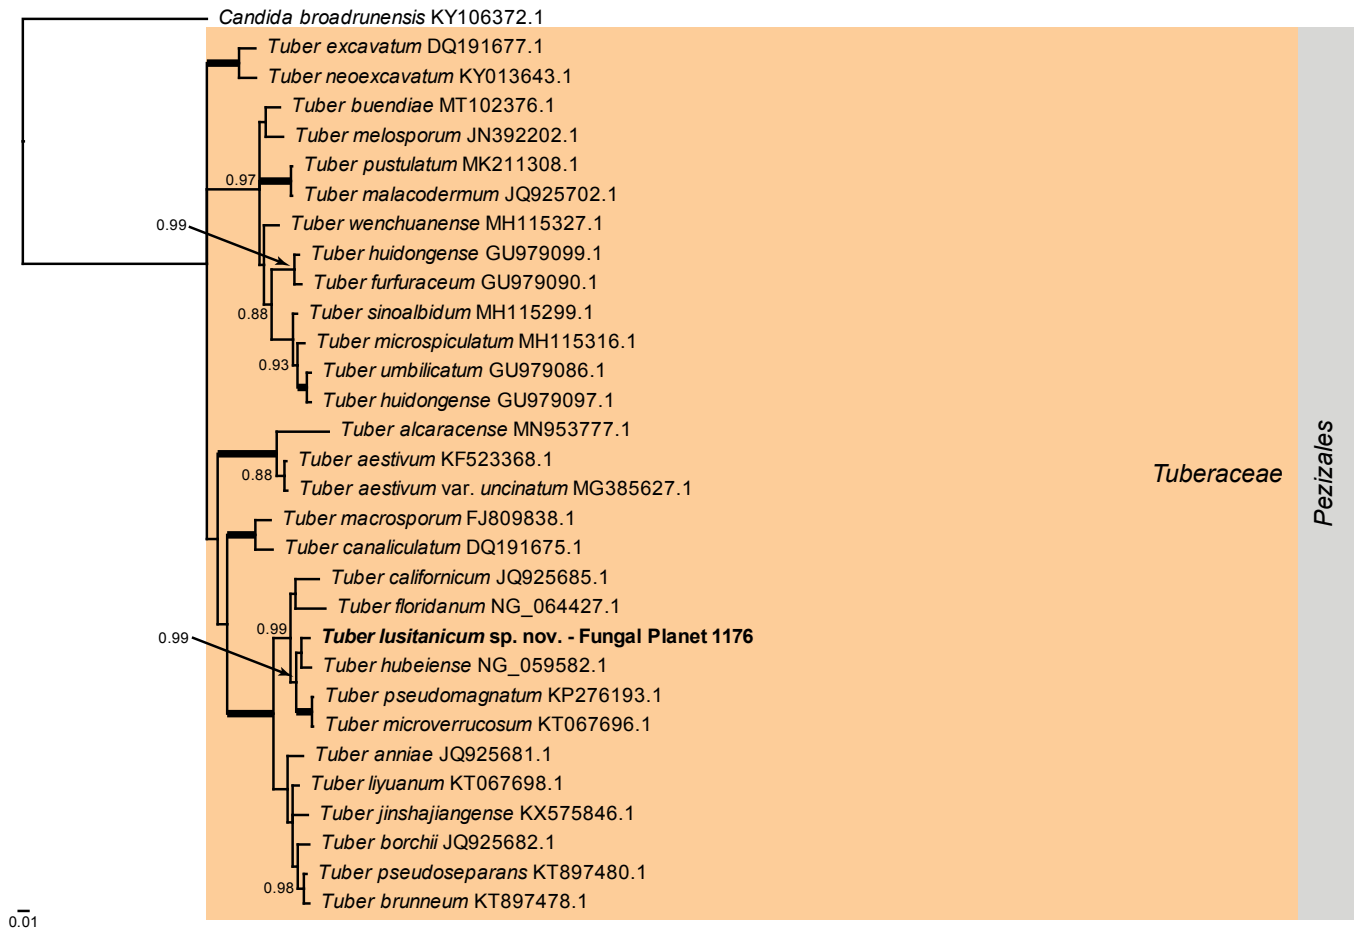 Candida broadrunensis KY106372.1
Tuber excavatum DQ191677.1
Tuber neoexcavatum KY013643.1
Tuber buendiae MT102376.1
Tuber melosporum JN392202.1
Tuber pustulatum MK211308.1
0.97
Tuber malacodermum JQ925702.1
Tuber wenchuanense MH115327.1
0.99
Tuber huidongense GU979099.1
Tuber furfuraceum GU979090.1
Tuber sinoalbidum MH115299.1
0.88
Tuber microspiculatum MH115316.1
0.93
Tuber umbilicatum GU979086.1
Tuber huidongense GU979097.1
Tuber alcaracense MN953777.1
Tuber aestivum KF523368.1
0.88
Tuber aestivum var. uncinatum MG385627.1
Tuberaceae
Pezizales
Tuber macrosporum FJ809838.1
Tuber canaliculatum DQ191675.1
Tuber californicum JQ925685.1
Tuber floridanum NG_064427.1
0.99
0.99
Tuber lusitanicum sp. nov. - Fungal Planet 1176
Tuber hubeiense NG_059582.1
Tuber pseudomagnatum KP276193.1
Tuber microverrucosum KT067696.1
Tuber anniae JQ925681.1
Tuber liyuanum KT067698.1
Tuber jinshajiangense KX575846.1
Tuber borchii JQ925682.1
Tuber pseudoseparans KT897480.1
0.98
Tuber brunneum KT897478.1
0.01